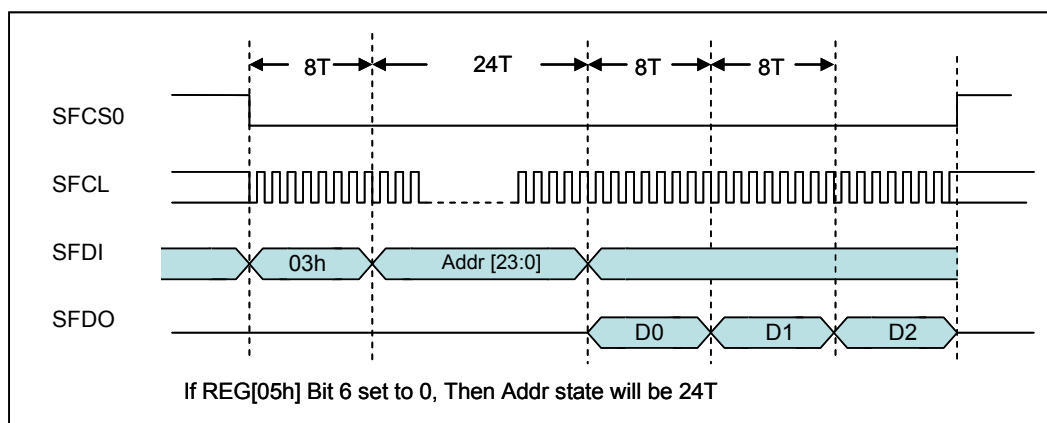 8T 24T 8T 8T
SFCS0
SFCL
SFDI 03h Addr [23:0]
SFDO D0 D1 D2
If REG[05h] Bit 6 set to 0, Then Addr state will be 24T